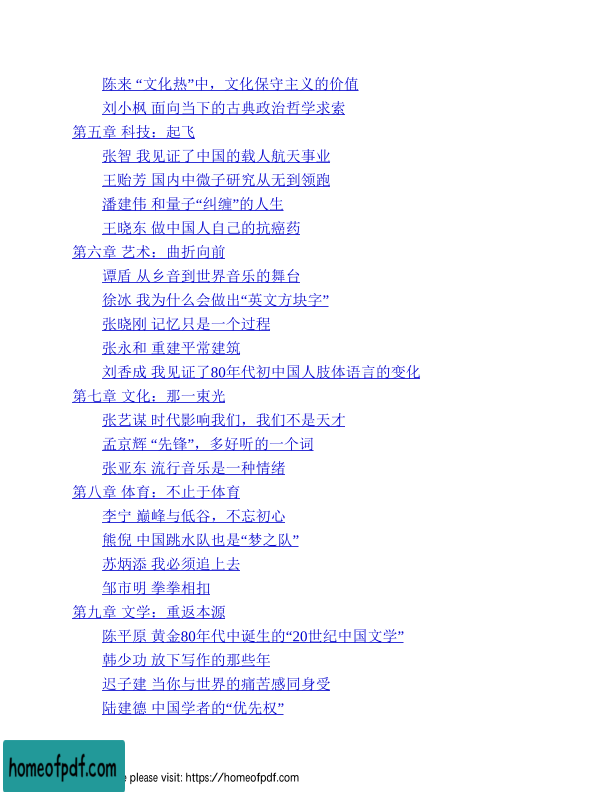 陈来 “文化热”中，文化保守主义的价值
刘小枫 面向当下的古典政治哲学求索
第五章 科技：起飞
张智 我见证了中国的载人航天事业
王贻芳 国内中微子研究从无到领跑
潘建伟 和量子“纠缠”的人生
王晓东 做中国人自己的抗癌药
第六章 艺术：曲折向前
谭盾 从乡音到世界音乐的舞台
徐冰 我为什么会做出“英文方块字”
张晓刚 记忆只是一个过程
张永和 重建平常建筑
刘香成 我见证了80年代初中国人肢体语言的变化
第七章 文化：那一束光
张艺谋 时代影响我们，我们不是天才
孟京辉 “先锋”，多好听的一个词
张亚东 流行音乐是一种情绪
第八章 体育：不止于体育
李宁 巅峰与低谷，不忘初心
熊倪 中国跳水队也是“梦之队”
苏炳添 我必须追上去
邹市明 拳拳相扣
第九章 文学：重返本源
陈平原 黄金80年代中诞生的“20世纪中国文学”
韩少功 放下写作的那些年
迟子建 当你与世界的痛苦感同身受
陆建德 中国学者的“优先权”
homeofpdf.com
please visit: https://homeofpdf.com